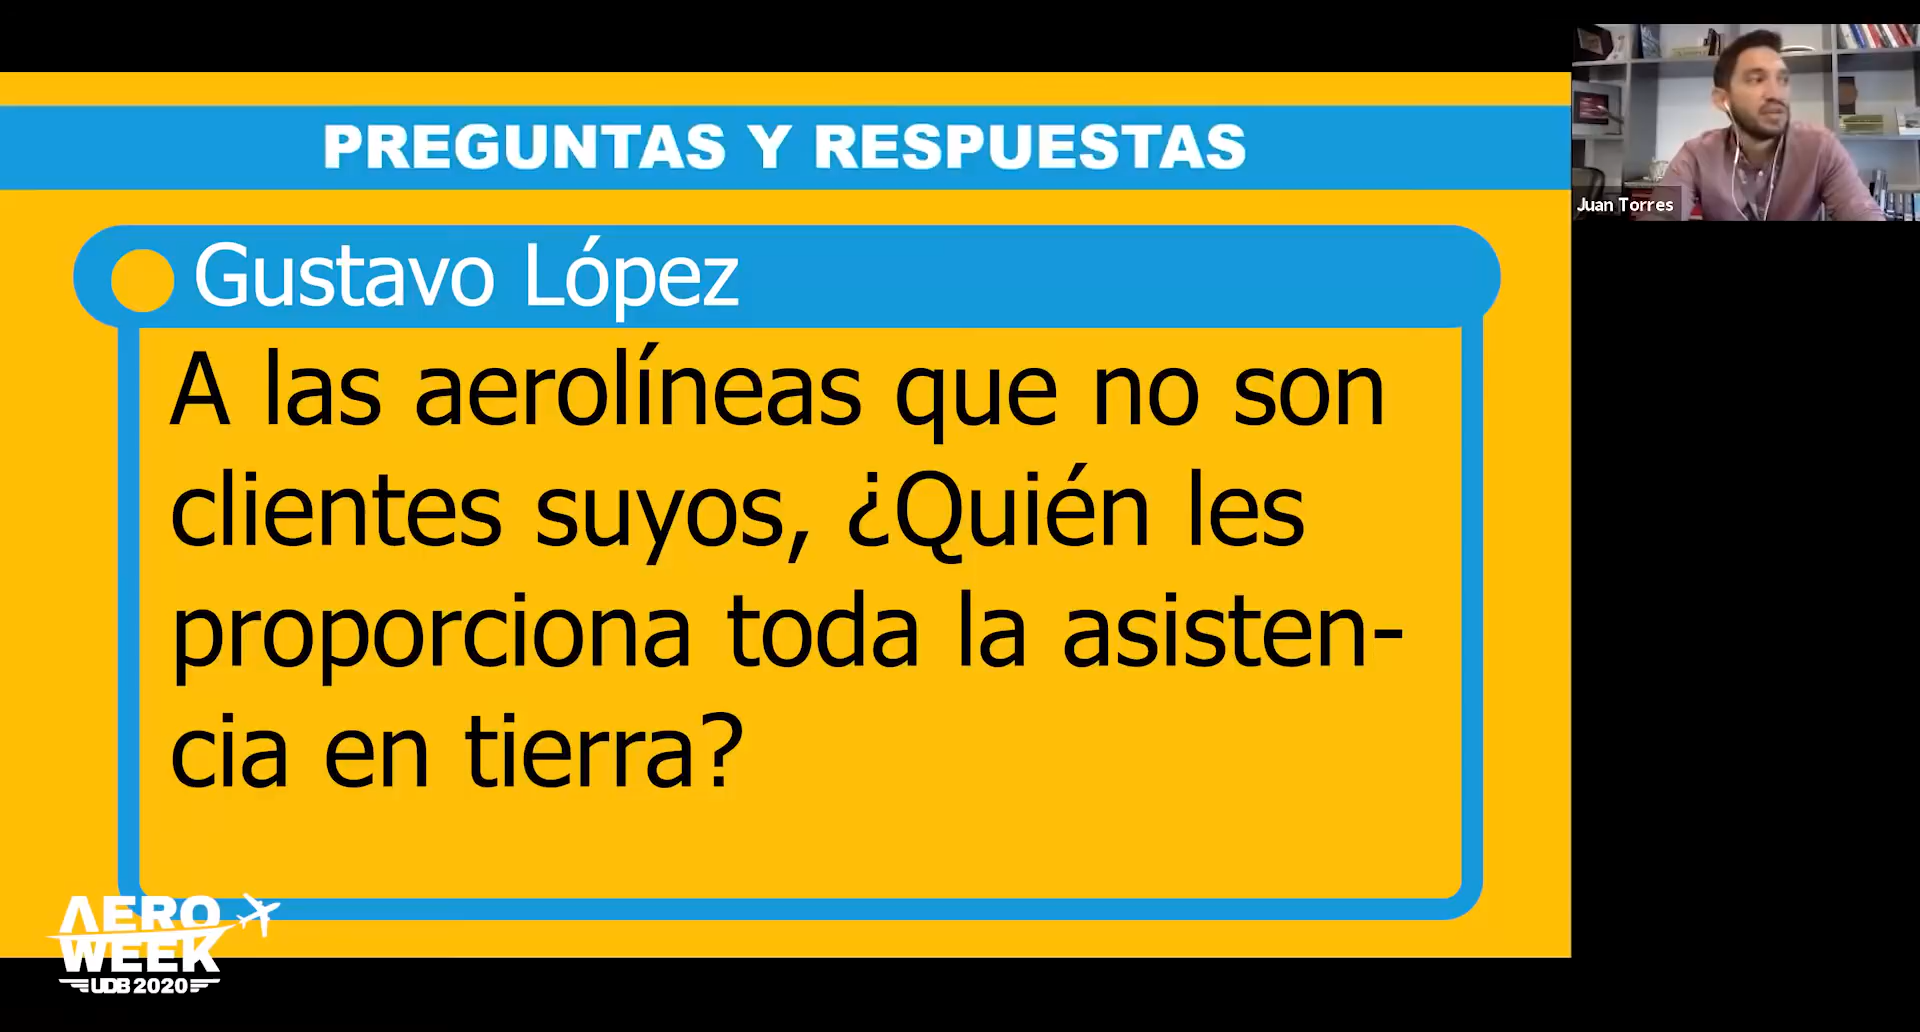 PREGUNTAS Y RESPUESTAS
Juan Torres
Gustavo López
A las aerolíneas que no son
clientes suyos, ¿Quién les
proporciona toda la asisten-
cia en tierra?
AERO
WEEK
UDB 2020